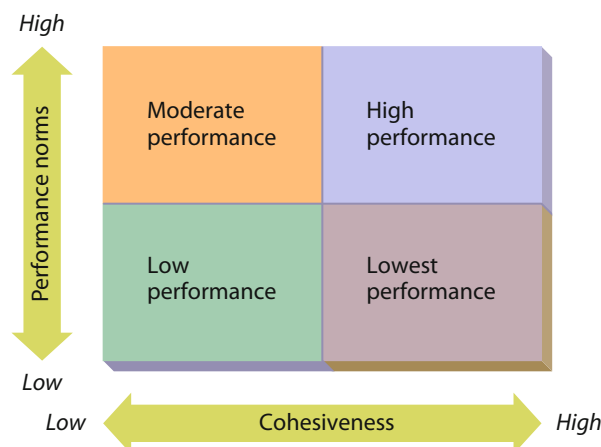 High
Performance norms
Moderate
performance
High
performance
Low
performance
Lowest
performance
Low
Low
Cohesiveness
High